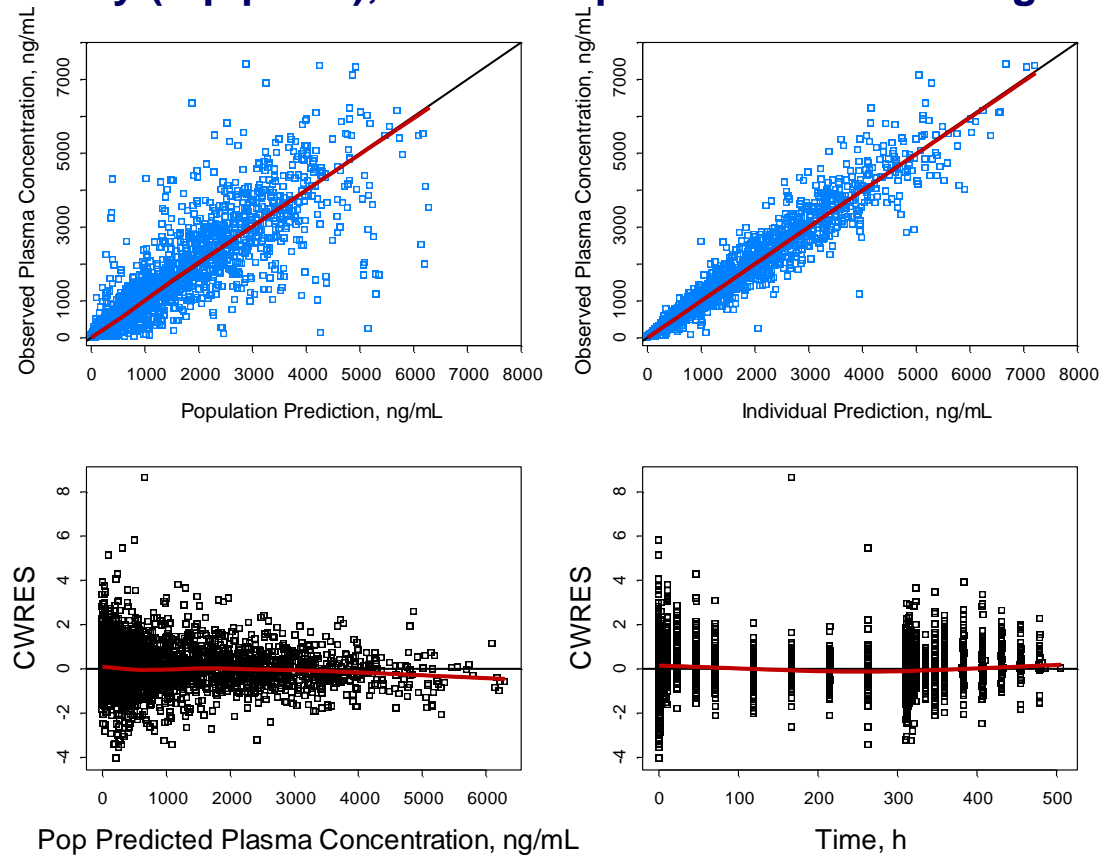 Observed Plasma Concentration, ng/mL
7000
5000
3000
1000
0
0 1000 2000 3000 4000 5000 6000 7000 8000
Population Prediction, ng/mL
Observed Plasma Concentration, ng/mL
7000
5000
3000
1000
0
0 1000 2000 3000 4000 5000 6000 7000 8000
Individual Prediction, ng/mL
CWRES
8
6
4
2
0
-2
-4
0 1000 2000 3000 4000 5000 6000
Pop Predicted Plasma Concentration, ng/mL
CWRES
8
6
4
2
0
-2
-4
0 100 200 300 400 500
Time, h